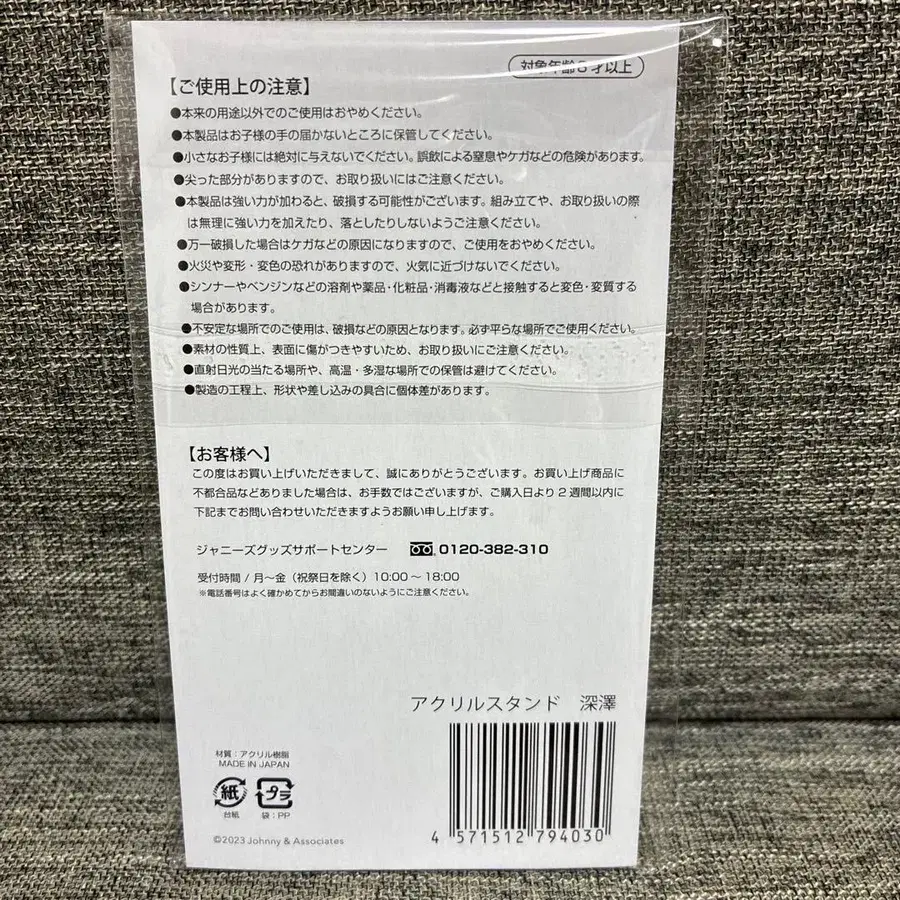 対象年齢6才以上
【ご使用上の注意】
●本来の用途以外でのご使用はおやめください。
●本製品はお子様の手の届かないところに保管してください。
●小さなお子様には絶対に与えないでください。誤飲による窒息やケガなどの危険があります。
●尖った部分がありますので、お取り扱いにはご注意ください。
●本製品は強い力が加わると、破損する可能性がございます。組み立てや、お取り扱いの際
は無理に強い力を加えたり、落としたりしないようご注意ください。
●万一破損した場合はケガなどの原因になりますので、ご使用をおやめください。
●火災や変形・変色の恐れがありますので、火気に近づけないでください。
●シンナーやベンジンなどの溶剤や薬品・化粧品・消毒液などと接触すると変色・変質する
場合があります。
●不安定な場所でのご使用は、破損などの原因となります。必ず平らな場所でご使用ください。
●素材の性質上、表面に傷がつきやすいため、お取り扱いにご注意ください。
●直射日光の当たる場所や、高温・多湿な場所での保管は避けてください。
●製造の工程上、形状や差し込みの具合に個体差があります。
【お客様へ】
この度はお買い上げいただきまして、誠にありがとうございます。お買い上げ商品に
不都合品などありました場合は、お手数ではございますが、ご購入日より2週間以内に
下記までお問い合わせいただきますようお願い申し上げます。
ジャニーズグッズサポートセンター 0120-382-310
受付時間 / 月～金（祝祭日を除く）10:00～18:00
※電話番号はよく確かめてからお間違いのないようにご注意ください。
アクリルスタンド 深澤
材質：アクリル樹脂
MADE IN JAPAN
紙 プラ
台紙 袋：PP
4 571512 794030
©2023 Johnny & Associates